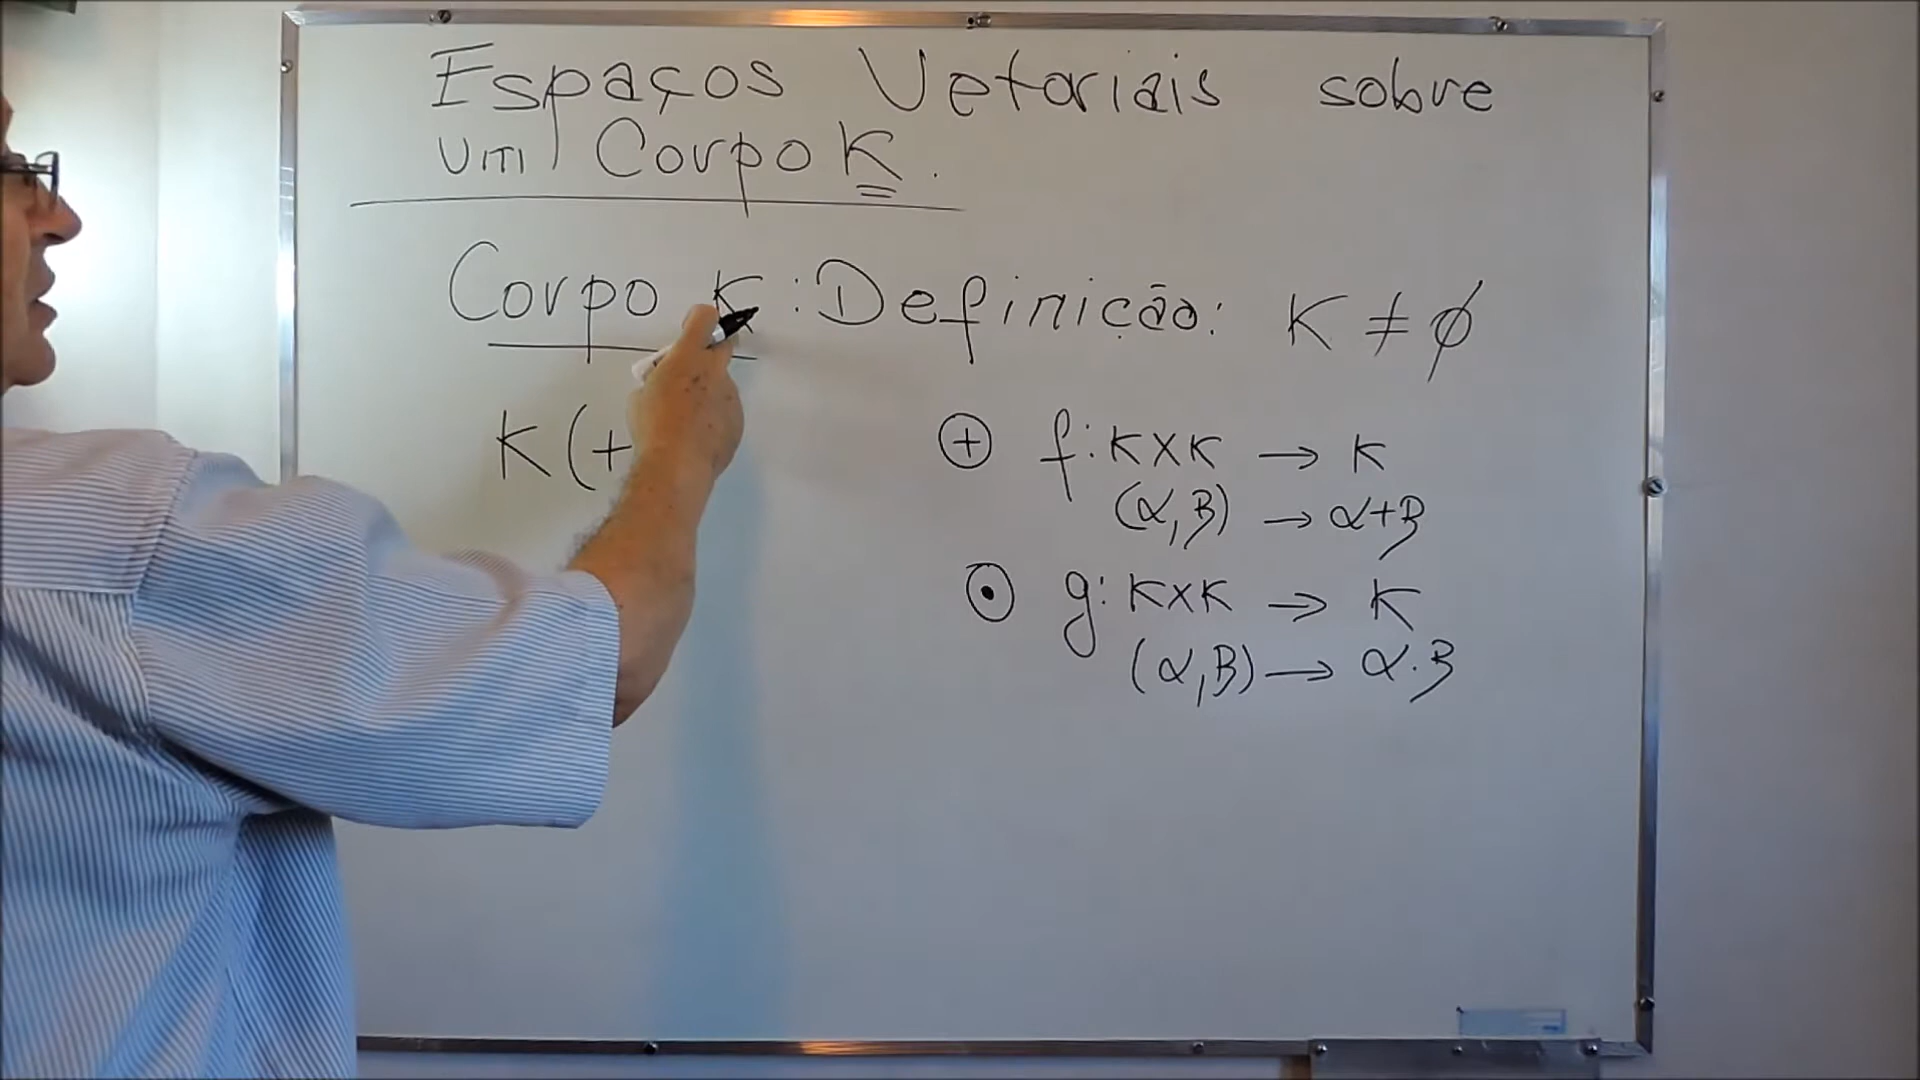 Espaços Vetoriais sobre
um Corpo K.
Corpo K : Definição: K ≠ ∅
K (+
⊕ f: K X K → K
(α, β) → α+β
⊙ g: K X K → K
(α, β) → α·β